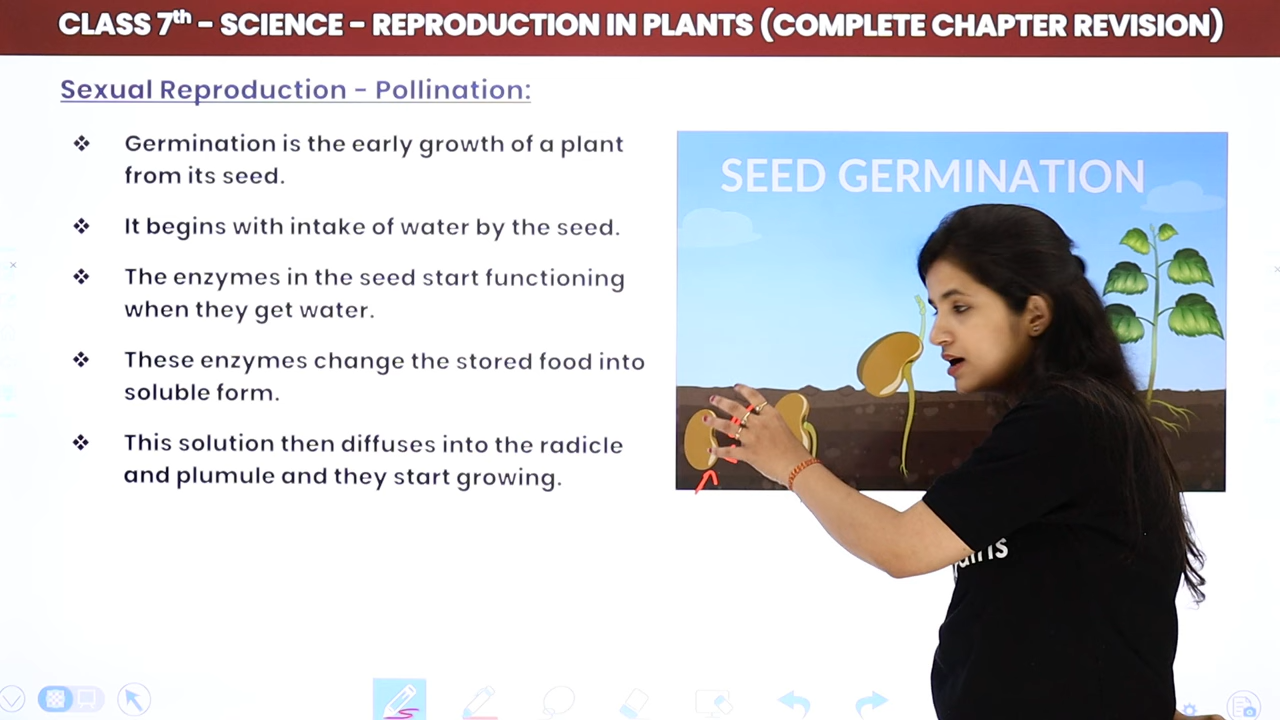 CLASS 7th – SCIENCE – REPRODUCTION IN PLANTS (COMPLETE CHAPTER REVISION)
Sexual Reproduction – Pollination:
❖ Germination is the early growth of a plant
from its seed.
❖ It begins with intake of water by the seed.
❖ The enzymes in the seed start functioning
when they get water.
❖ These enzymes change the stored food into
soluble form.
❖ This solution then diffuses into the radicle
and plumule and they start growing.
SEED GERMINATION